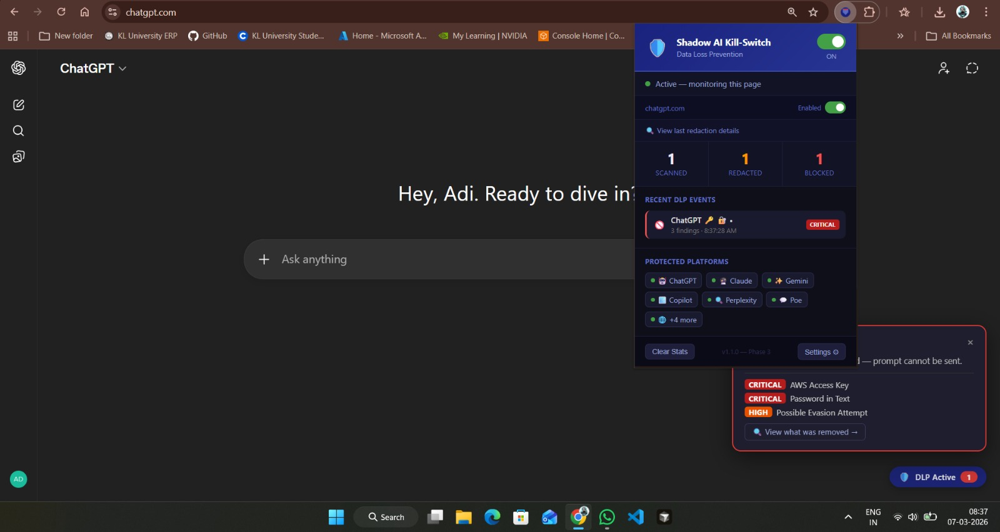 chatgpt.com
New folder
KL University ERP
GitHub
KL University Stude...
Home - Microsoft A...
My Learning | NVIDIA
Console Home | Co...
»
All Bookmarks
ChatGPT
Hey, Adi. Ready to dive in?
Ask anything
AD
Shadow AI Kill-Switch
Data Loss Prevention
ON
Active — monitoring this page
chatgpt.com
Enabled
View last redaction details
1 1 1
SCANNED REDACTED BLOCKED
RECENT DLP EVENTS
ChatGPT •
3 findings · 8:37:28 AM
CRITICAL
PROTECTED PLATFORMS
ChatGPT Claude Gemini
Copilot Perplexity Poe
+4 more
Clear Stats v1.1.0 — Phase 3 Settings
— prompt cannot be sent.
CRITICAL AWS Access Key
CRITICAL Password in Text
HIGH Possible Evasion Attempt
View what was removed →
DLP Active 1
Search
ENG
IN
08:37
07-03-2026